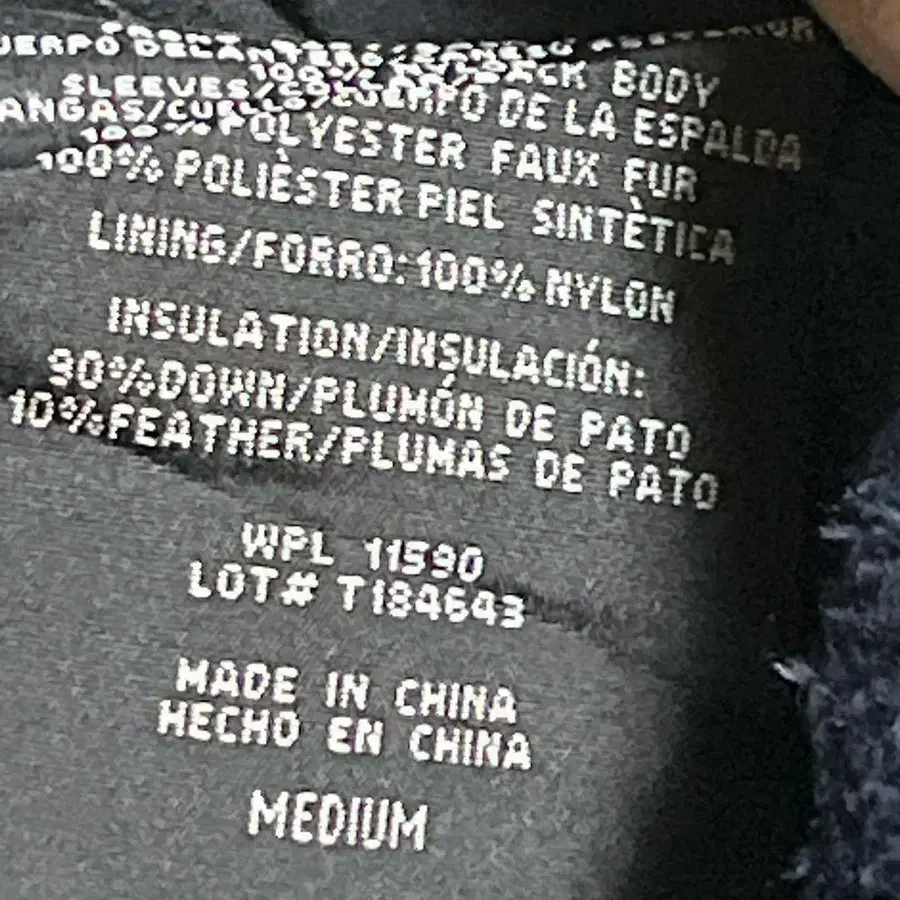 BACK BODY
SLEEVES/
CUERPO DE LA ESPALDA
100% POLYESTER FAUX FUR
100% POLIÈSTER PIEL SINTÈTICA
LINING/FORRO:100% NYLON
INSULATION/INSULACIÓN:
90%DOWN/PLUMÓN DE PATO
10%FEATHER/PLUMAS DE PATO
WPL 11590
LOT# T184643
MADE IN CHINA
HECHO EN CHINA
MEDIUM